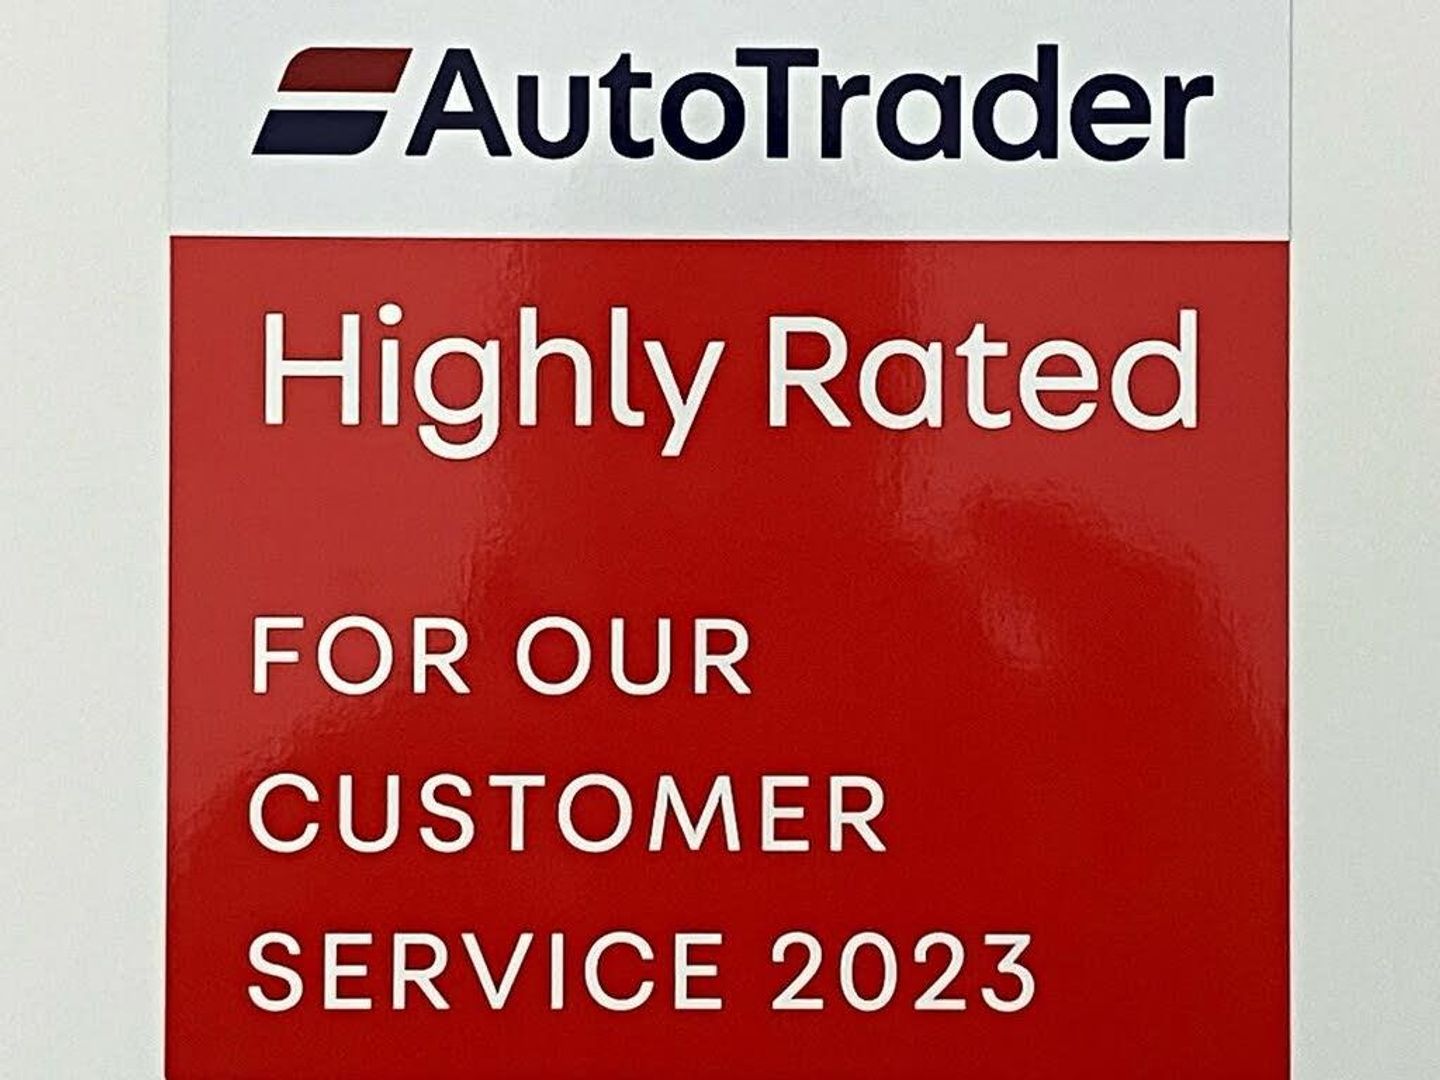 AutoTrader
Highly Rated
FOR OUR
CUSTOMER
SERVICE 2023